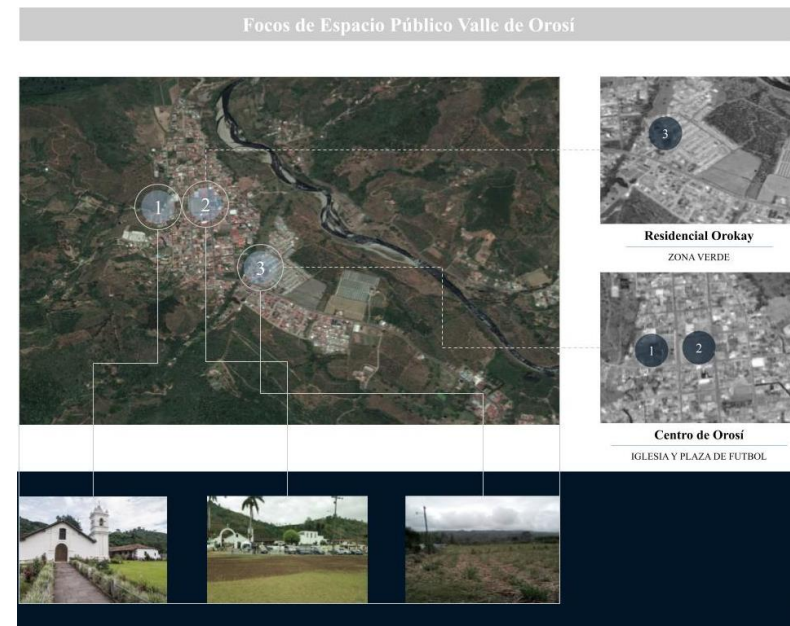 Focos de Espacio Público Valle de Orosí
1
2
3
3
Residencial Orokay
ZONA VERDE
1
2
Centro de Orosí
IGLESIA Y PLAZA DE FUTBOL